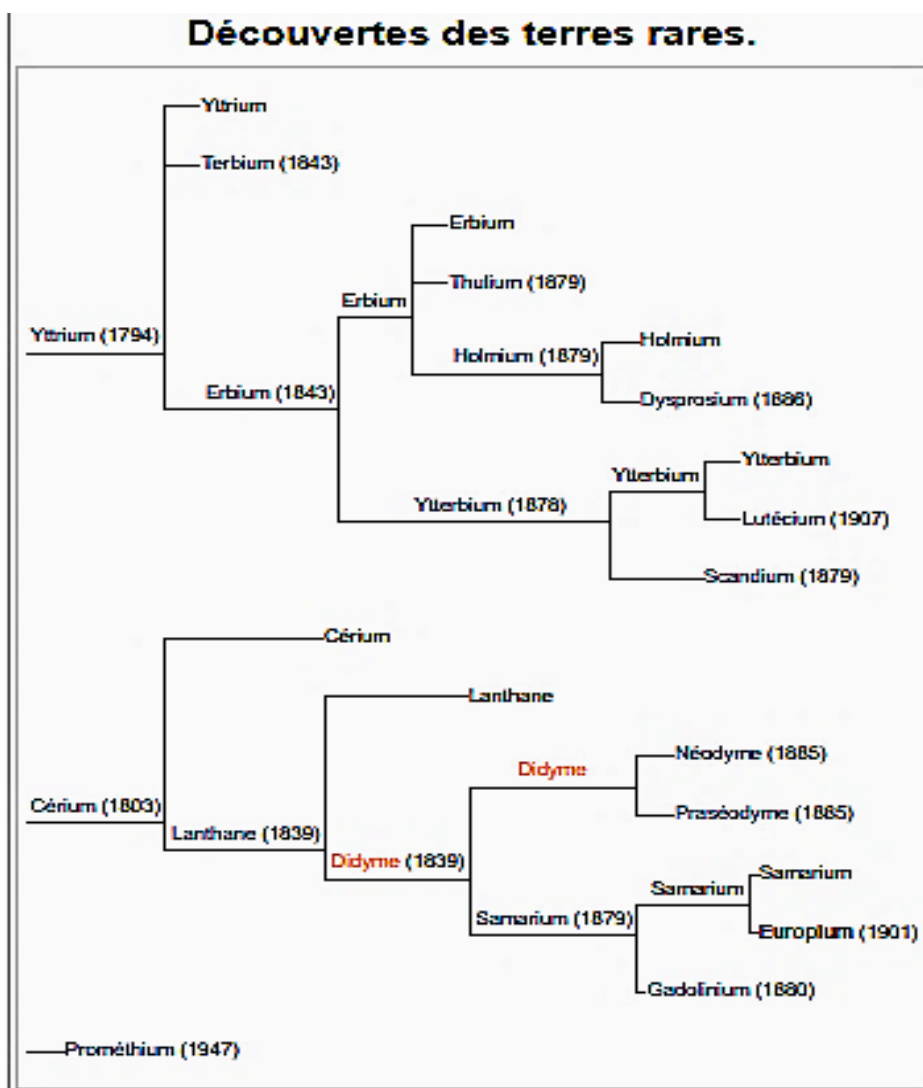 Découvertes des terres rares.
Yttrium
Terbium (1843)
Erbium
Thulium (1879)
Erbium
Yttrium (1794)
Holmium
Holmium (1879)
Erbium (1843)
Dysprosium (1886)
Ytterbium
Ytterbium
Ytterbium (1878)
Lutécium (1907)
Scandium (1879)
Cérium
Lanthane
Néodyme (1885)
Didyme
Cérium (1803)
Praséodyme (1885)
Lanthane (1839)
Didyme (1839)
Samarium
Samarium
Samarium (1879)
Europium (1901)
Gadolinium (1880)
Prométhium (1947)